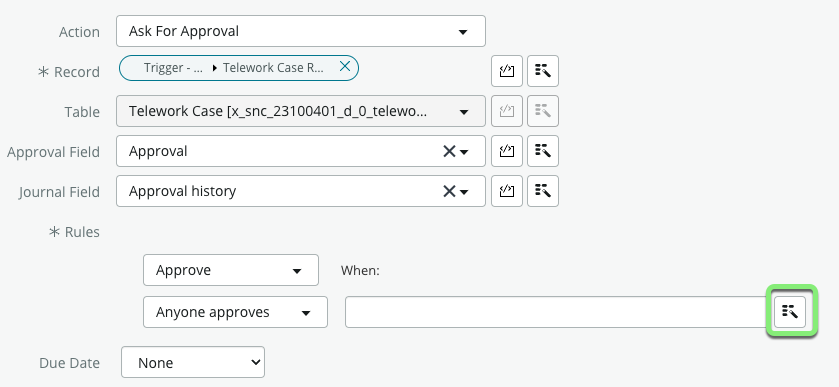 Action Ask For Approval
Record Trigger - ... Telework Case R...
Table Telework Case [x_snc_23100401_d_0_telewo...
Approval Field Approval
Journal Field Approval history
Rules
Approve When:
Anyone approves
Due Date None